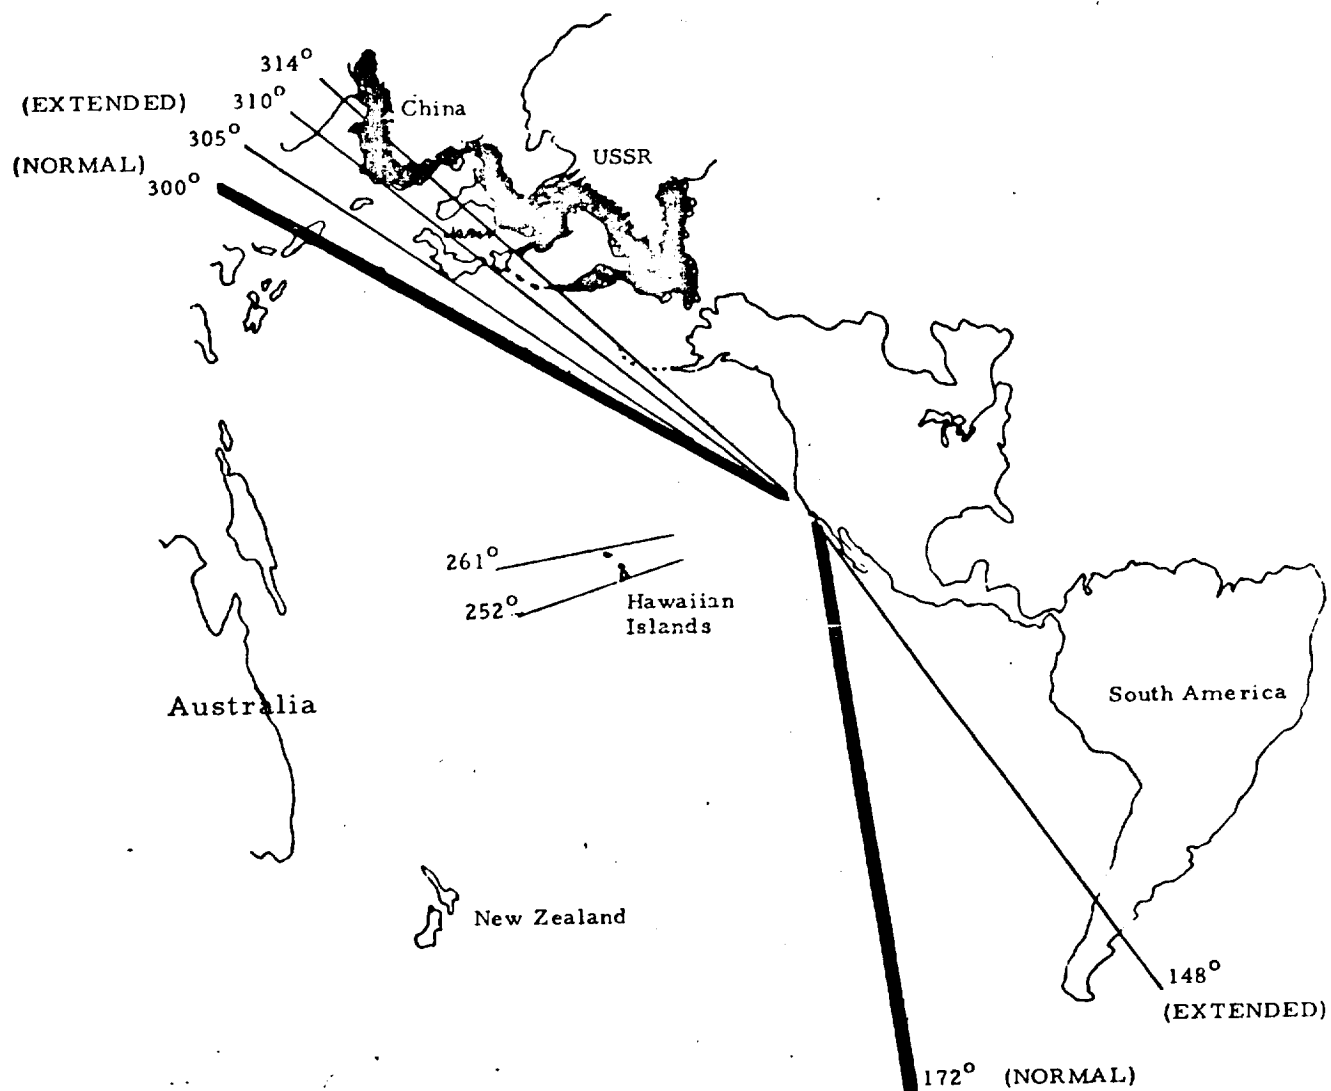 314°
(EXTENDED)
310°
China
305°
(NORMAL)
USSR
300°
261°
252°
Hawaiian
Islands
Australia
South America
New Zealand
148°
(EXTENDED)
172° (NORMAL)